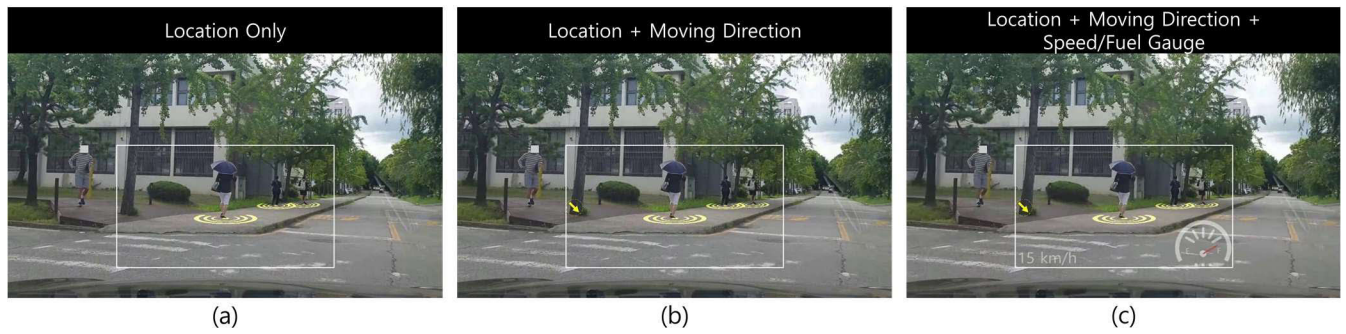 Location Only
Location + Moving Direction
Location + Moving Direction +
Speed/Fuel Gauge
15 km/h
(a)
(b)
(c)